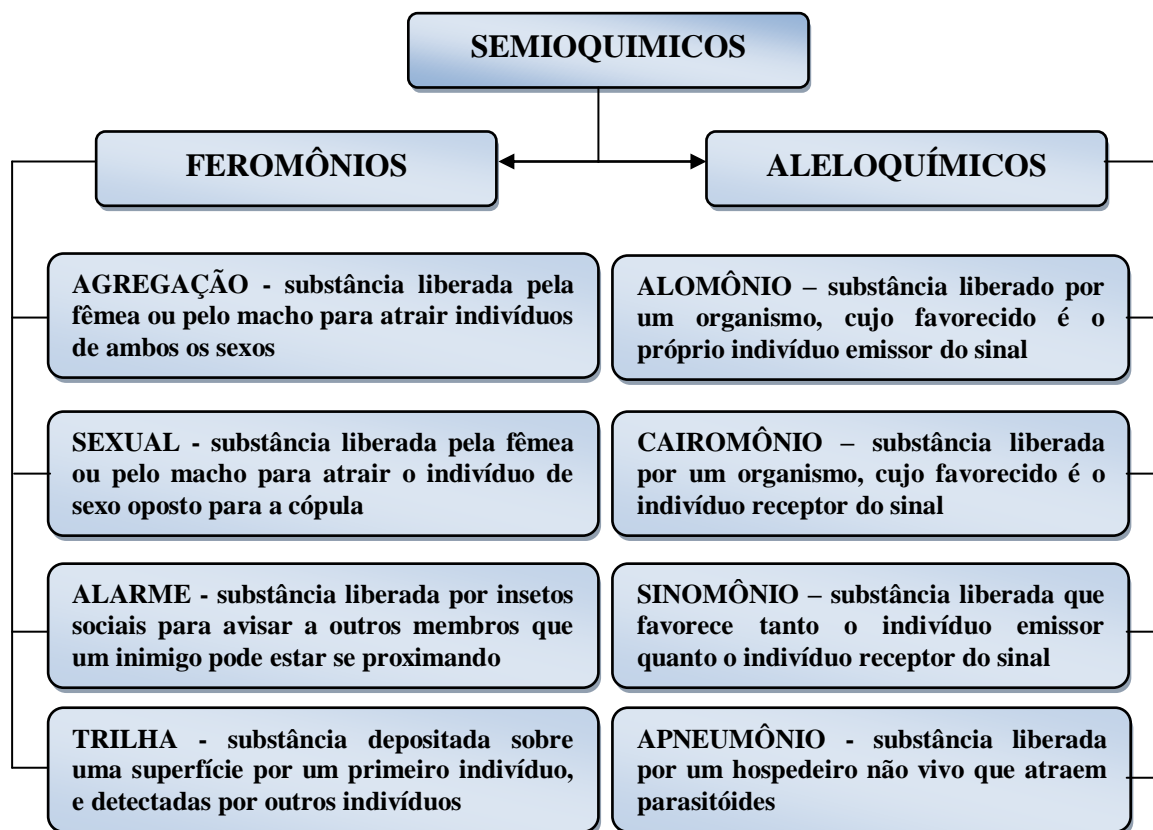 SEMIOQUIMICOS
FEROMÔNIOS
ALELOQUÍMICOS
AGREGAÇÃO - substância liberada pela
fêmea ou pelo macho para atrair indivíduos
de ambos os sexos
SEXUAL - substância liberada pela fêmea
ou pelo macho para atrair o indivíduo de
sexo oposto para a cópula
ALARME - substância liberada por insetos
sociais para avisar a outros membros que
um inimigo pode estar se proximando
TRILHA - substância depositada sobre
uma superfície por um primeiro indivíduo,
e detectadas por outros indivíduos
ALOMÔNIO – substância liberado por
um organismo, cujo favorecido é o
próprio indivíduo emissor do sinal
CAIROMÔNIO – substância liberada
por um organismo, cujo favorecido é o
indivíduo receptor do sinal
SINOMÔNIO – substância liberada que
favorece tanto o indivíduo emissor
quanto o indivíduo receptor do sinal
APNEUMÔNIO - substância liberada
por um hospedeiro não vivo que atraem
parasitóides